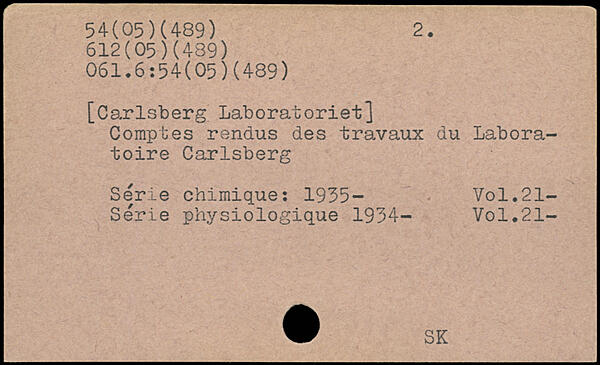 54(05)(489) 2.
612(05)(489)
061.6:54(05)(489)
[Carlsberg Laboratoriet]
Comptes rendus des travaux du Labora-
toire Carlsberg
Série chimique: 1935- Vol.21-
Série physiologique 1934- Vol.21-
SK